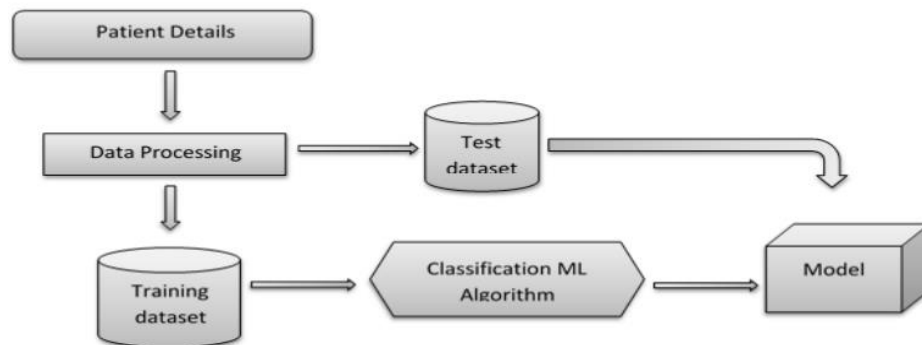 Patient Details
Data Processing
Test
dataset
Training
dataset
Classification ML
Algorithm
Model